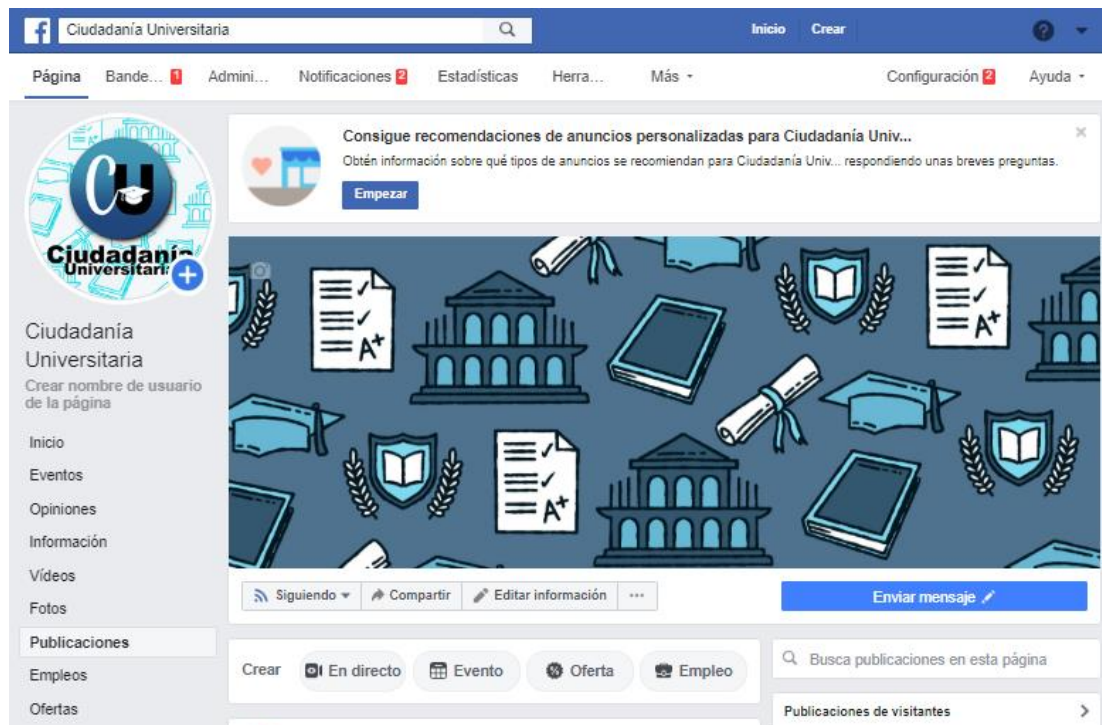 Ciudadanía Universitaria
Inicio Crear
Página Bande... 1 Admini... Notificaciones 2 Estadísticas Herra... Más Configuración 2 Ayuda
Consigue recomendaciones de anuncios personalizadas para Ciudadanía Univ...
Obtén información sobre qué tipos de anuncios se recomiendan para Ciudadanía Univ... respondiendo unas breves preguntas.
Empezar
CU
Ciudadanía
Universitaria
Ciudadanía
Universitaria
Crear nombre de usuario
de la página
Inicio
Eventos
Opiniones
Información
Vídeos
Fotos
Publicaciones
Empleos
Ofertas
A+
A+
A+
Siguiendo Compartir Editar información ...
Enviar mensaje
Crear En directo Evento Oferta Empleo
Busca publicaciones en esta página
Publicaciones de visitantes